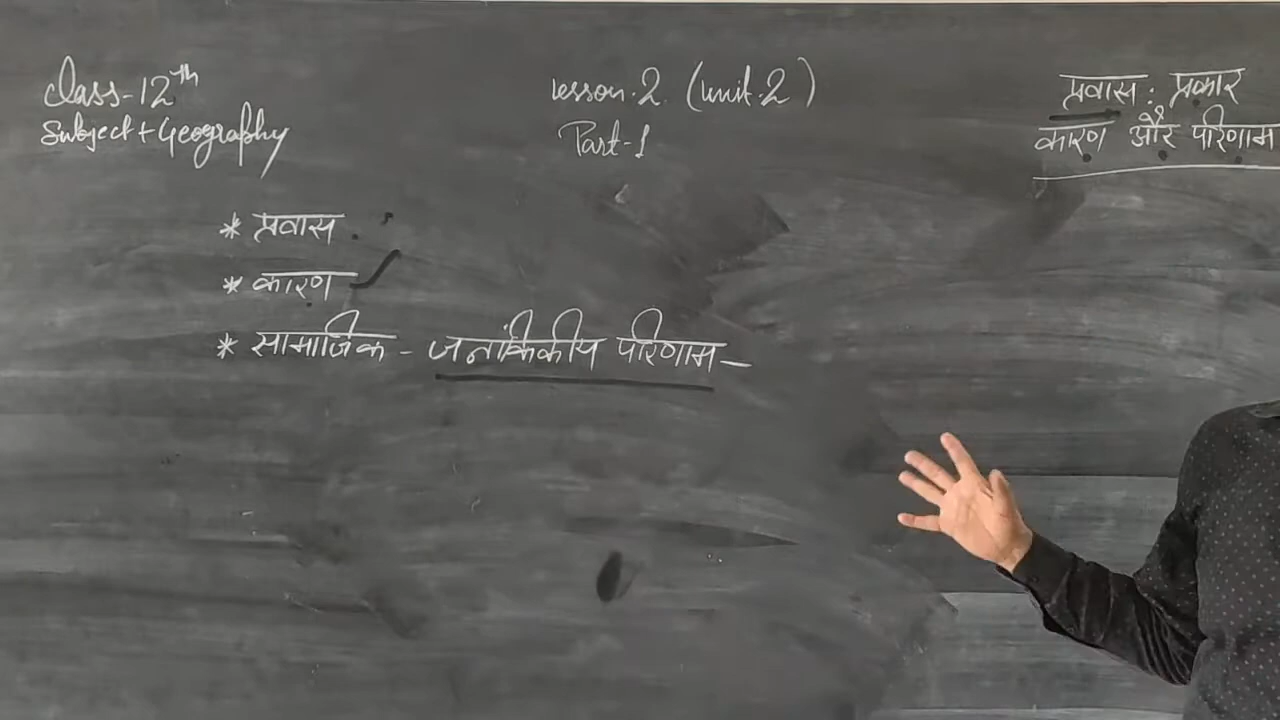 Class-12th
Subject + Geography
Lesson.2 (unit.2)
Part-1
प्रवास : प्रकार
कारण और परिणाम
* प्रवास
* कारण
* सामाजिक - जनांकिकीय परिणाम -